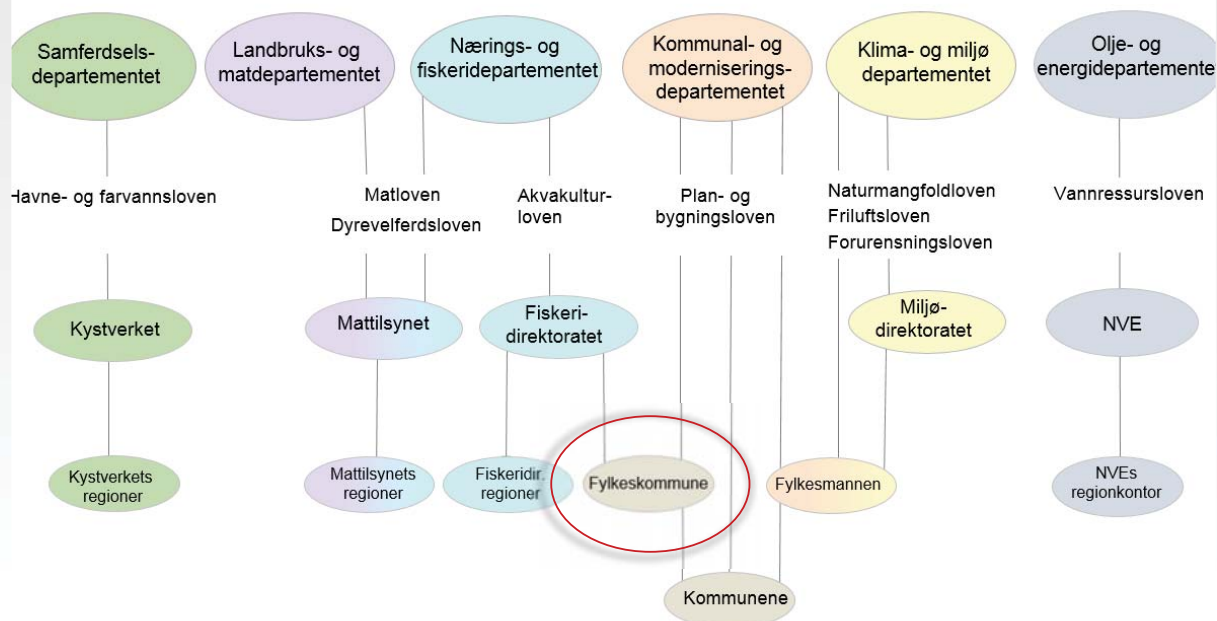 Samferdsels-
departementet
Landbruks- og
matdepartementet
Nærings- og
fiskeridepartementet
Kommunal- og
moderniserings-
departementet
Klima- og miljø
departementet
Olje- og
energidepartemente
Havne- og farvannsloven
Matloven
Dyrevelferdsloven
Akvakultur-
loven
Plan- og
bygningsloven
Naturmangfoldloven
Friluftsloven
Forurensningsloven
Vannressursloven
Kystverket
Mattilsynet
Fiskeri-
direktoratet
Miljø-
direktoratet
NVE
Kystverkets
regioner
Mattilsynets
regioner
Fiskeridir.
regioner
Fylkeskommune
Fylkesmannen
NVEs
regionkontor
Kommunene